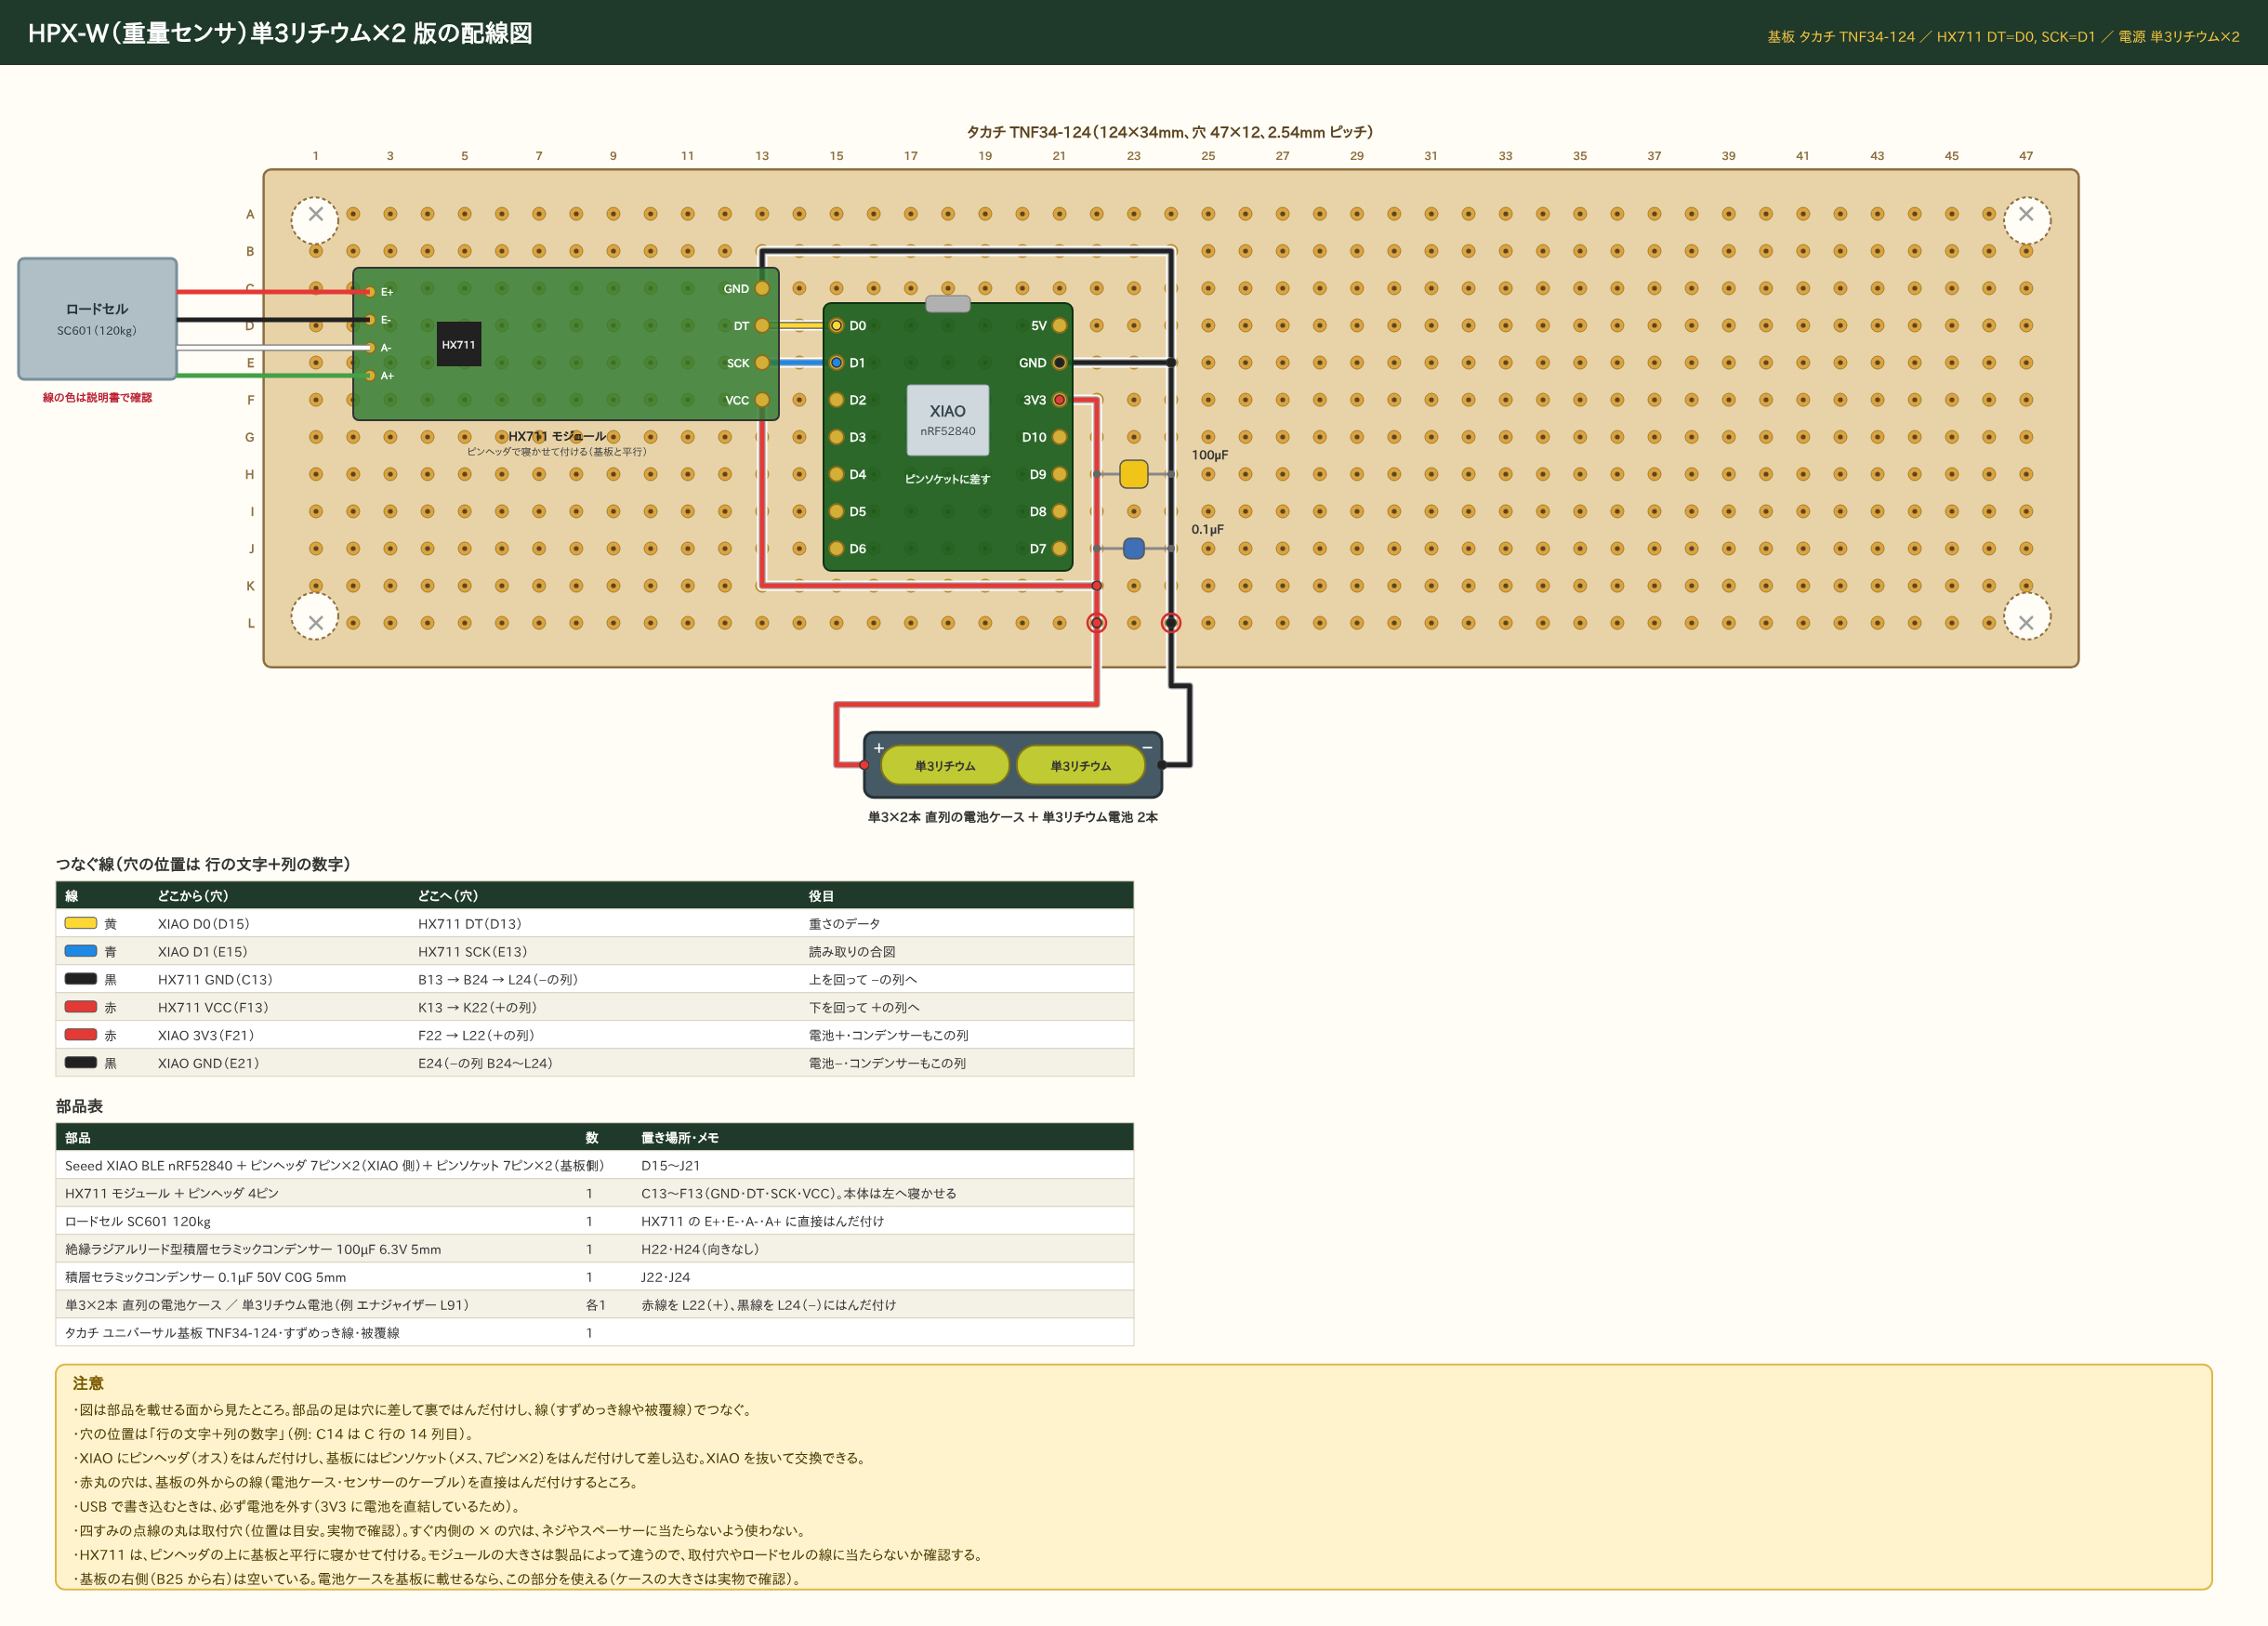 HPX-W（重量センサ）単3リチウム×2 版の配線図
基板 タカチ TNF34-124 ／ HX711 DT=D0, SCK=D1 ／ 電源 単3リチウム×2
タカチ TNF34-124（124×34mm、穴 47×12、2.54mm ピッチ）
1 3 5 7 9 11 13 15 17 19 21 23 25 27 29 31 33 35 37 39 41 43 45 47
A
B
C
D
E
F
G
H
I
J
K
L
ロードセル
SC601（120kg）
線の色は説明書で確認
E+
E-
A-
A+
HX711
GND
DT
SCK
VCC
HX711 モジュール
ピンヘッダで寝かせて付ける（基板と平行）
D0
D1
D2
D3
D4
D5
D6
5V
GND
3V3
D10
D9
D8
D7
XIAO
nRF52840
ピンソケットに差す
100µF
0.1µF
+
−
単3リチウム
単3リチウム
単3×2本 直列の電池ケース + 単3リチウム電池 2本
つなぐ線（穴の位置は 行の文字+列の数字）
線 どこから（穴） どこへ（穴） 役目
黄 XIAO D0（D15） HX711 DT（D13） 重さのデータ
青 XIAO D1（E15） HX711 SCK（E13） 読み取りの合図
黒 HX711 GND（C13） B13 → B24 → L24（−の列） 上を回って −の列へ
赤 HX711 VCC（F13） K13 → K22（+の列） 下を回って +の列へ
赤 XIAO 3V3（F21） F22 → L22（+の列） 電池+・コンデンサーもこの列
黒 XIAO GND（E21） E24（−の列 B24〜L24） 電池−・コンデンサーもこの列
部品表
部品 数 置き場所・メモ
Seeed XIAO BLE nRF52840 + ピンヘッダ 7ピン×2（XIAO 側）+ ピンソケット 7ピン×2（基板側） D15〜J21
HX711 モジュール + ピンヘッダ 4ピン 1 C13〜F13（GND・DT・SCK・VCC）。本体は左へ寝かせる
ロードセル SC601 120kg 1 HX711 の E+・E-・A-・A+ に直接はんだ付け
絶縁ラジアルリード型積層セラミックコンデンサー 100µF 6.3V 5mm 1 H22・H24（向きなし）
積層セラミックコンデンサー 0.1µF 50V C0G 5mm 1 J22・J24
単3×2本 直列の電池ケース ／ 単3リチウム電池（例 エナジャイザー L91） 各1 赤線を L22（+）、黒線を L24（−）にはんだ付け
タカチ ユニバーサル基板 TNF34-124・すずめっき線・被覆線 1
注意
・図は部品を載せる面から見たところ。部品の足は穴に差して裏ではんだ付けし、線（すずめっき線や被覆線）でつなぐ。
・穴の位置は「行の文字+列の数字」（例: C14 は C 行の 14 列目）。
・XIAO にピンヘッダ（オス）をはんだ付けし、基板にはピンソケット（メス、7ピン×2）をはんだ付けして差し込む。XIAO を抜いて交換できる。
・赤丸の穴は、基板の外からの線（電池ケース・センサーのケーブル）を直接はんだ付けするところ。
・USB で書き込むときは、必ず電池を外す（3V3 に電池を直結しているため）。
・四すみの点線の丸は取付穴（位置は目安。実物で確認）。すぐ内側の × の穴は、ネジやスペーサーに当たらないよう使わない。
・HX711 は、ピンヘッダの上に基板と平行に寝かせて付ける。モジュールの大きさは製品によって違うので、取付穴やロードセルの線に当たらないか確認する。
・基板の右側（B25 から右）は空いている。電池ケースを基板に載せるなら、この部分を使える（ケースの大きさは実物で確認）。